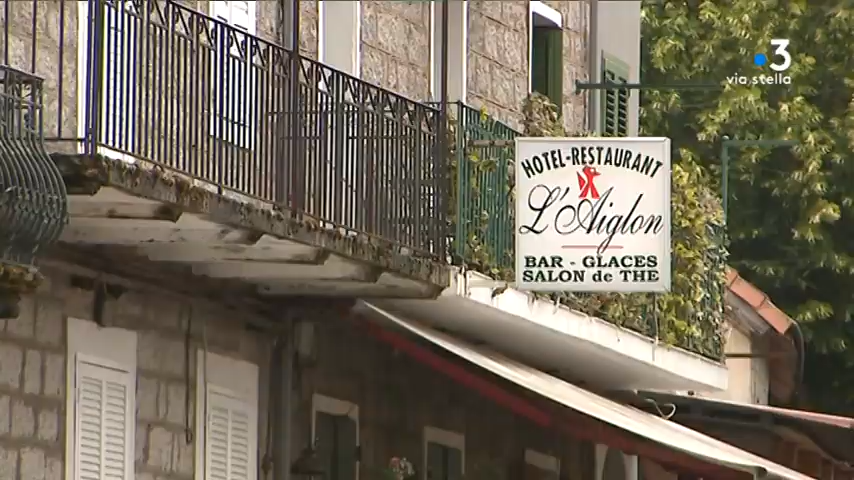 3
via stella
HOTEL-RESTAURANT
L'Aiglon
BAR - GLACES
SALON de THE